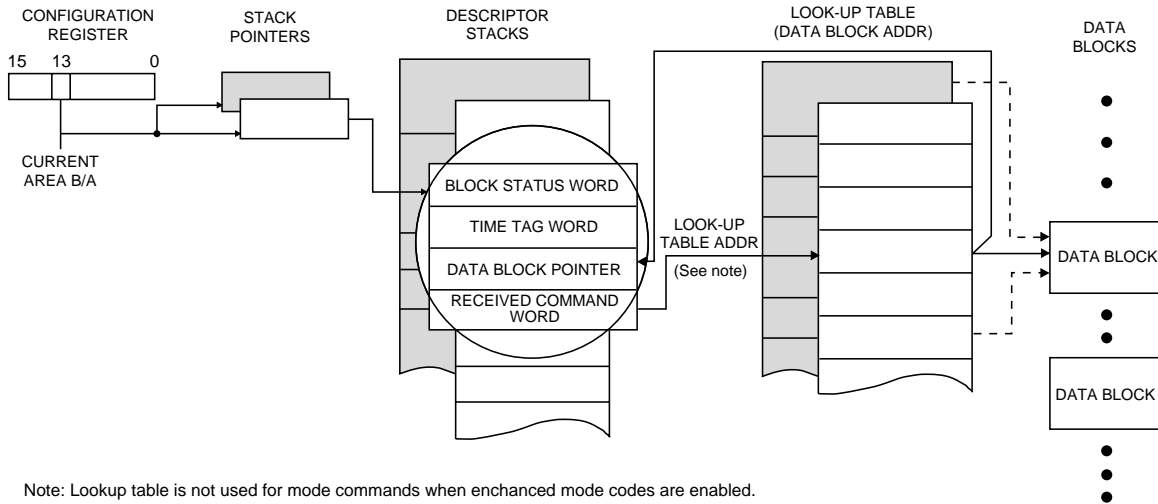 CONFIGURATION
REGISTER
15 13 0
CURRENT
AREA B/A
STACK
POINTERS
DESCRIPTOR
STACKS
BLOCK STATUS WORD
TIME TAG WORD
DATA BLOCK POINTER
RECEIVED COMMAND
WORD
LOOK-UP
TABLE ADDR
(See note)
LOOK-UP TABLE
(DATA BLOCK ADDR)
DATA
BLOCKS
DATA BLOCK
DATA BLOCK
Note: Lookup table is not used for mode commands when enchanced mode codes are enabled.